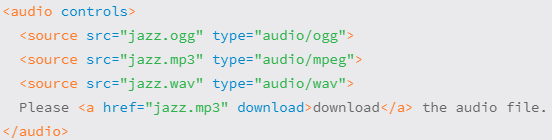 <audio controls>
<source src="jazz.ogg" type="audio/ogg">
<source src="jazz.mp3" type="audio/mpeg">
<source src="jazz.wav" type="audio/wav">
Please <a href="jazz.mp3" download>download</a> the audio file.
</audio>